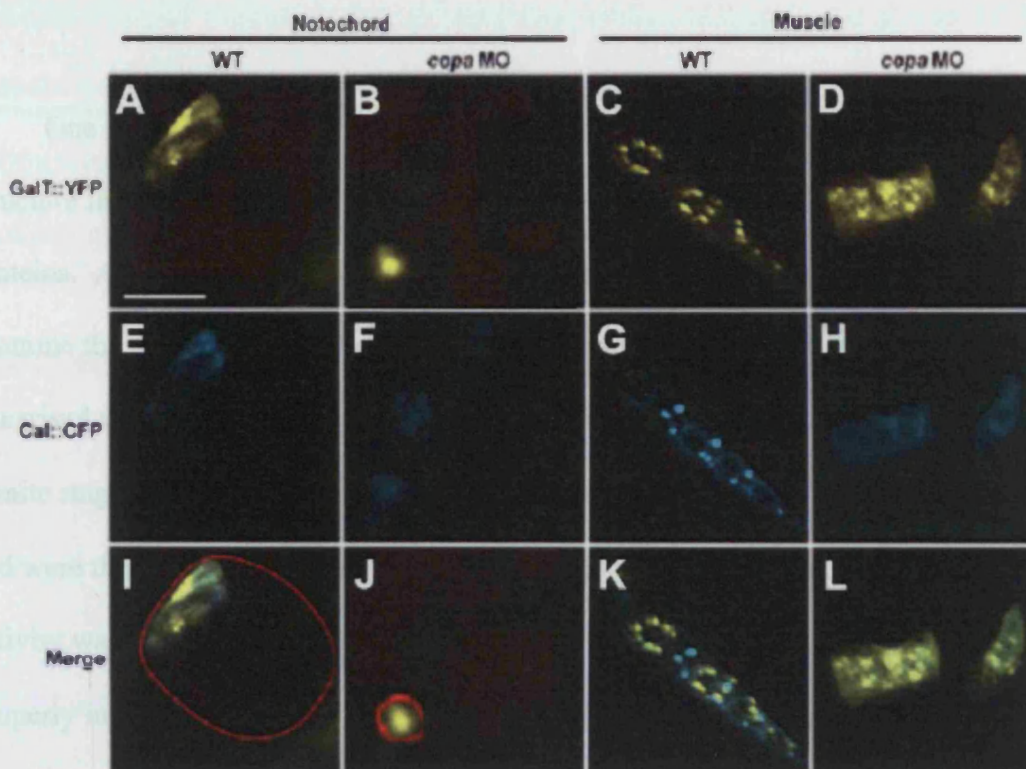 Notochord Muscle
WT copa MO WT copa MO
A B C D
GalT::YFP
E F G H
Cal::CFP
I J K L
Merge